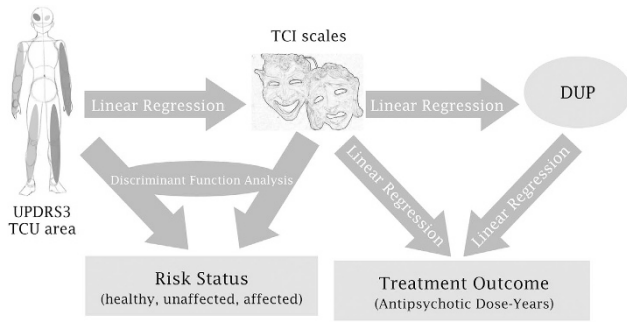 TCI scales
Linear Regression
Linear Regression
DUP
Discriminant Function Analysis
Linear Regression
Linear Regression
UPDRS3
TCU area
Risk Status
(healthy, unaffected, affected)
Treatment Outcome
(Antipsychotic Dose-Years)